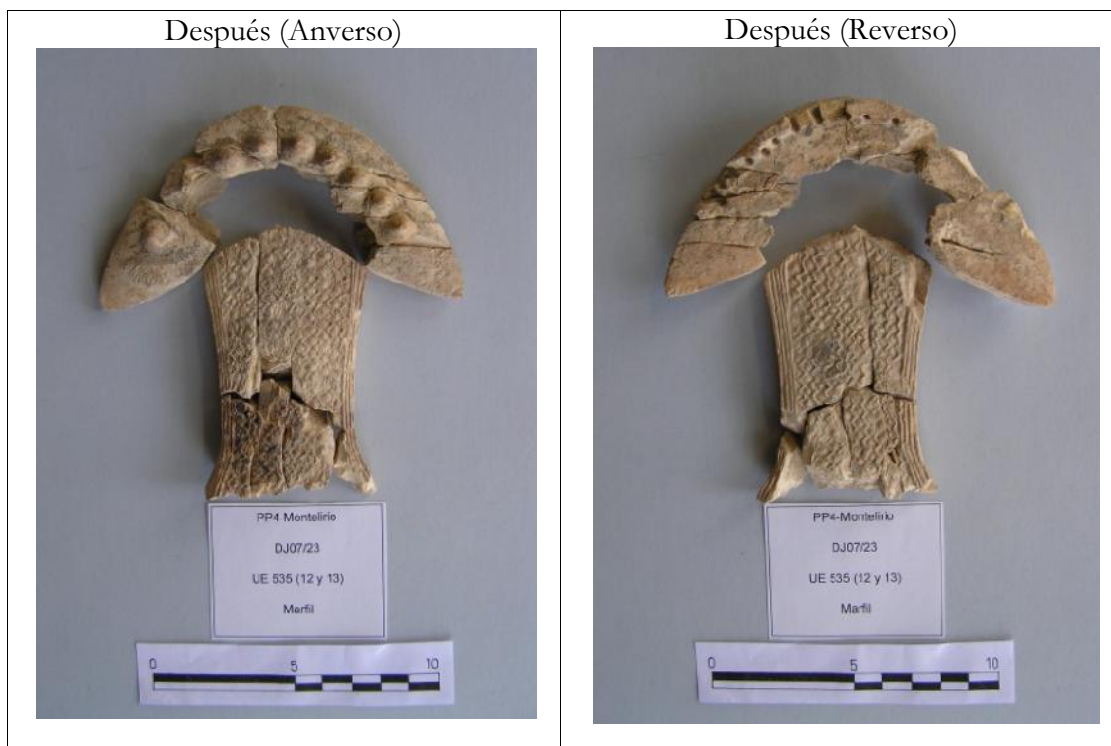 Después (Anverso)
PP4 Montelirio
DJ07/23
UE 535 (12 y 13)
Marfil
0 5 10
Después (Reverso)
PP4-Montelirio
DJ07/23
UE 535 (12 y 13)
Marfil
0 5 10